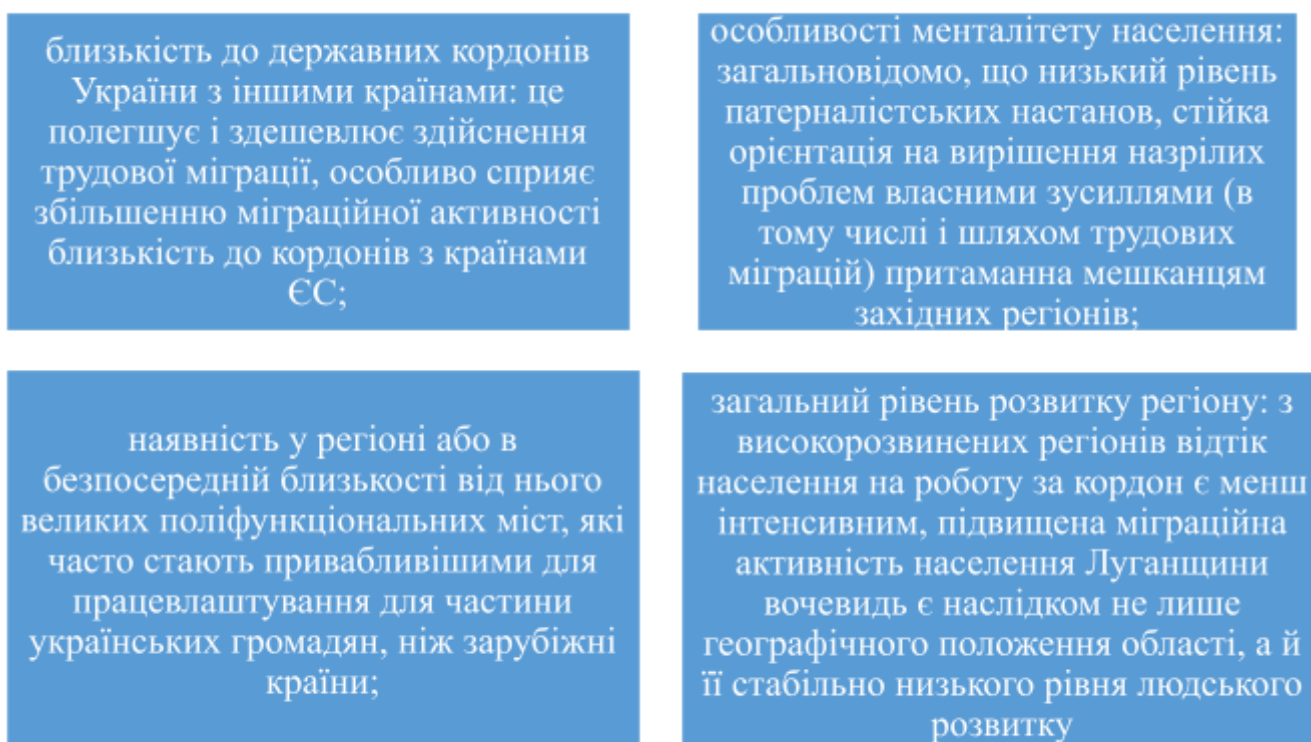 близькість до державних кордонів
України з іншими країнами: це
полегшує і здешевлює здійснення
трудової міграції, особливо сприяє
збільшенню міграційної активності
близькість до кордонів з країнами
ЄС;
особливості менталітету населення:
загальновідомо, що низький рівень
патерналістських настанов, стійка
орієнтація на вирішення назрілих
проблем власними зусиллями (в
тому числі і шляхом трудових
міграцій) притаманна мешканцям
західних регіонів;
наявність у регіоні або в
безпосередній близькості від нього
великих поліфункціональних міст, які
часто стають привабливішими для
працевлаштування для частини
українських громадян, ніж зарубіжні
країни;
загальний рівень розвитку регіону: з
високорозвинених регіонів відтік
населення на роботу за кордон є менш
інтенсивним, підвищена міграційна
активність населення Луганщини
вочевидь є наслідком не лише
географічного положення області, а й
її стабільно низького рівня людського
розвитку